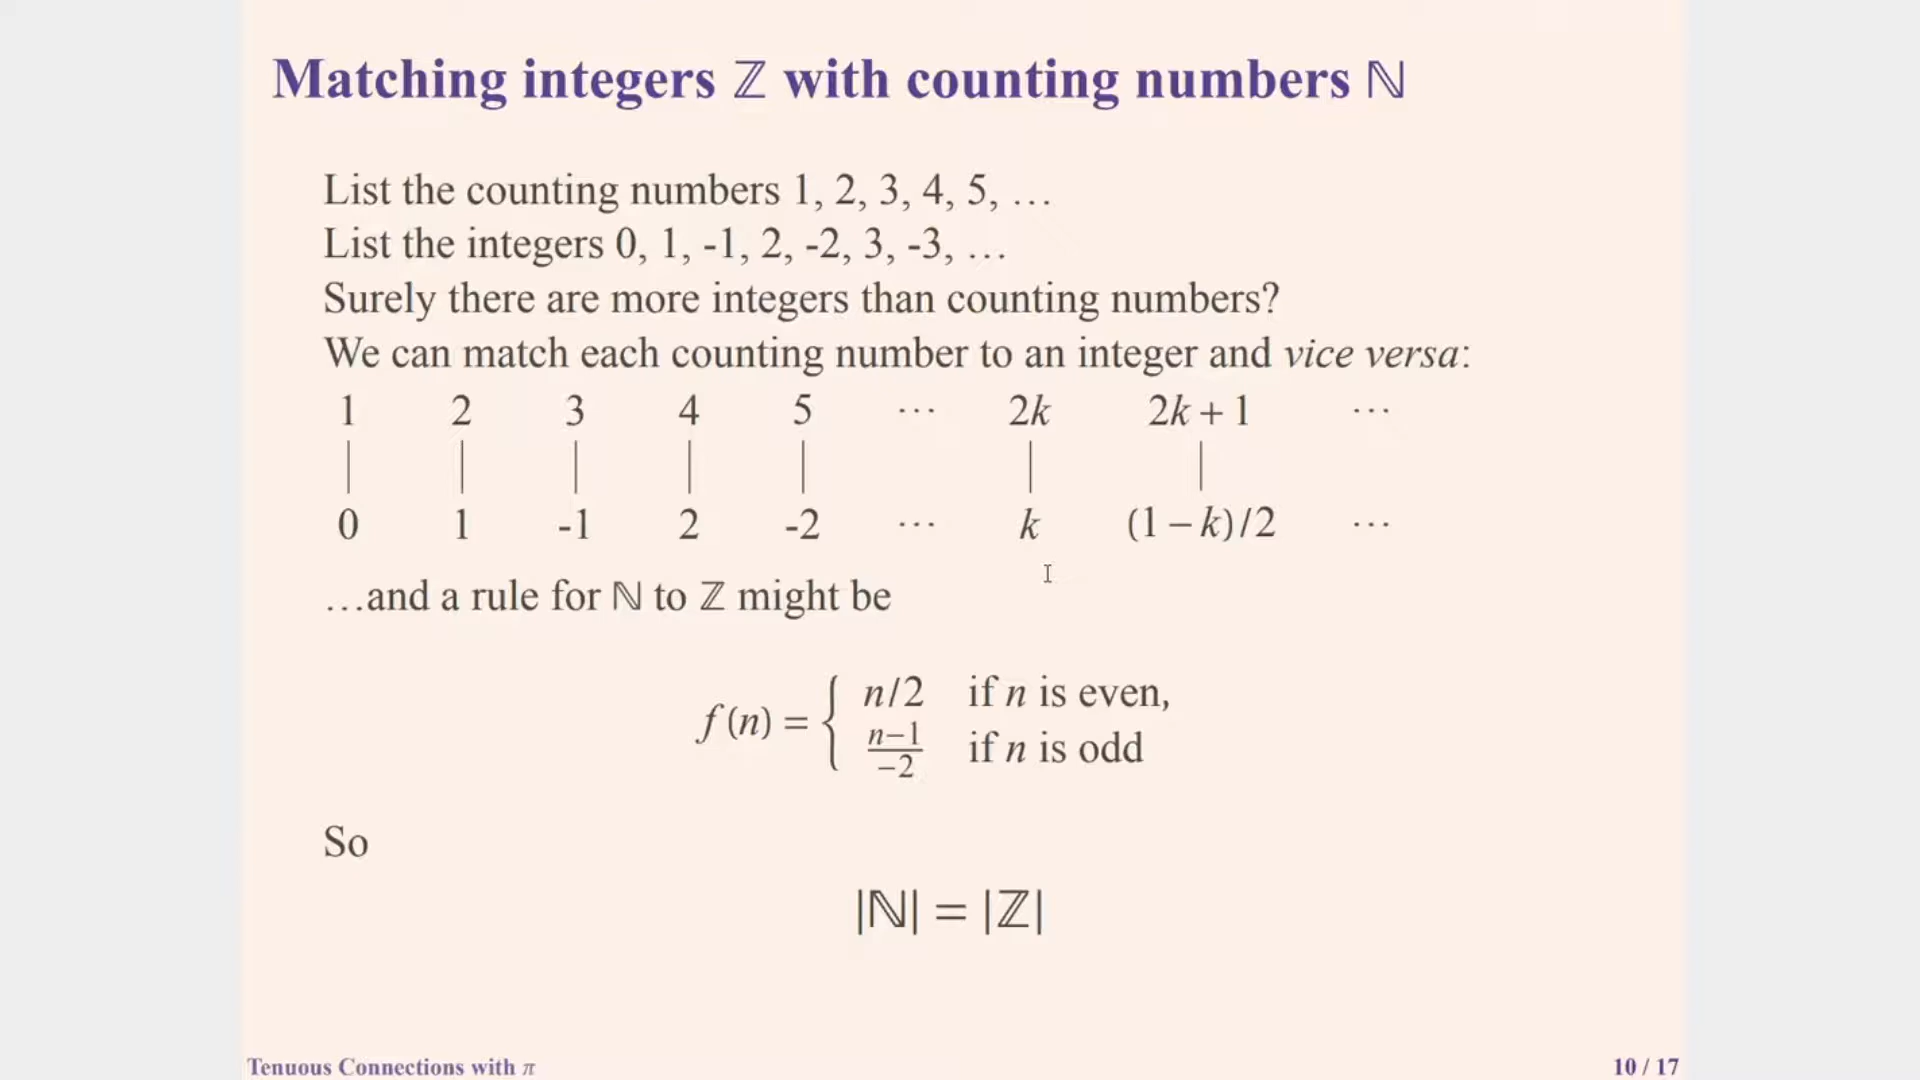 Matching integers ℤ with counting numbers ℕ
List the counting numbers 1, 2, 3, 4, 5, …
List the integers 0, 1, -1, 2, -2, 3, -3, …
Surely there are more integers than counting numbers?
We can match each counting number to an integer and vice versa:
1 2 3 4 5 ⋯ 2k 2k + 1 ⋯
| | | | | | |
0 1 -1 2 -2 ⋯ k (1 − k)/2 ⋯
…and a rule for ℕ to ℤ might be
f(n) = { n/2 if n is even,
(n−1)/(−2) if n is odd
So
|ℕ| = |ℤ|
Tenuous Connections with π
10 / 17